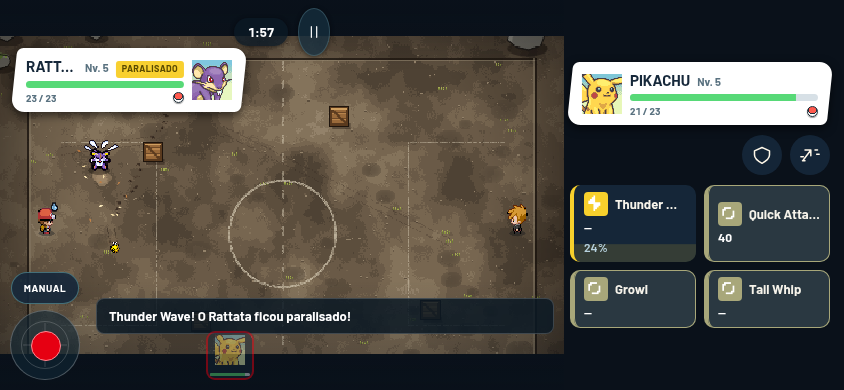 1:57
RATT...
Nv. 5
PARALISADO
23 / 23
PIKACHU
Nv. 5
21 / 23
Thunder ...
–
24%
Quick Atta...
40
Growl
–
Tail Whip
–
MANUAL
Thunder Wave! O Rattata ficou paralisado!